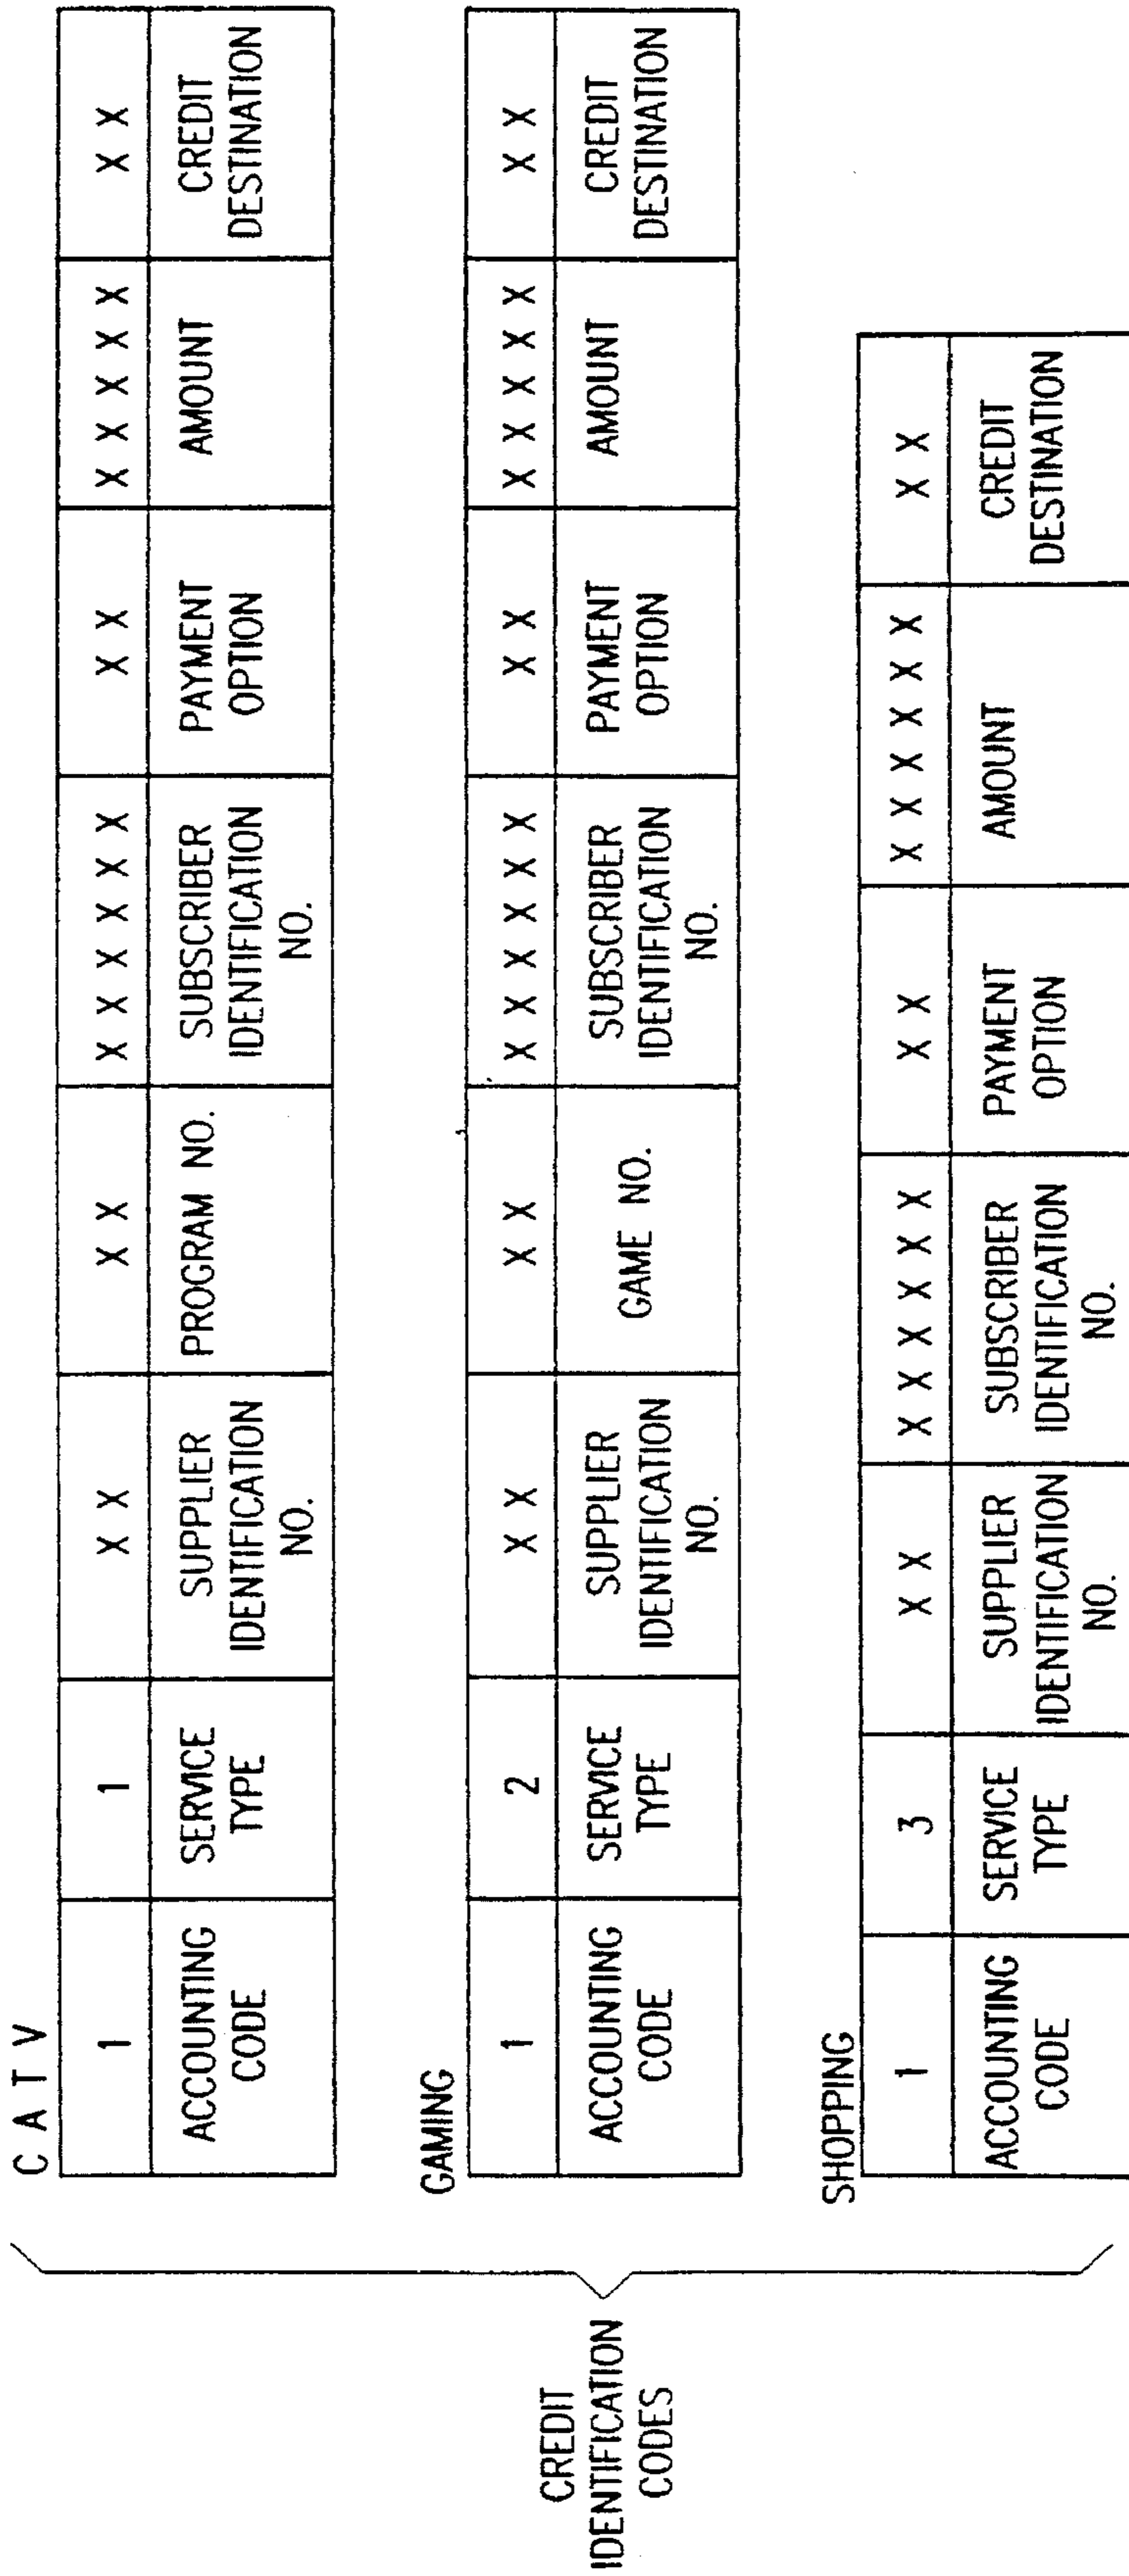 CREDIT
IDENTIFICATION
CODES
C A T V
1
1
X X
X X
X X X X X X
X X
X X X X X
X X
ACCOUNTING
CODE
SERVICE
TYPE
SUPPLIER
IDENTIFICATION
NO.
PROGRAM NO.
SUBSCRIBER
IDENTIFICATION
NO.
PAYMENT
OPTION
AMOUNT
CREDIT
DESTINATION
GAMING
1
2
X X
X X
X X X X X X
X X
X X X X X
X X
ACCOUNTING
CODE
SERVICE
TYPE
SUPPLIER
IDENTIFICATION
NO.
GAME NO.
SUBSCRIBER
IDENTIFICATION
NO.
PAYMENT
OPTION
AMOUNT
CREDIT
DESTINATION
SHOPPING
1
3
X X
X X X X X X
X X
X X X X X X
X X
ACCOUNTING
CODE
SERVICE
TYPE
SUPPLIER
IDENTIFICATION
NO.
SUBSCRIBER
IDENTIFICATION
NO.
PAYMENT
OPTION
AMOUNT
CREDIT
DESTINATION